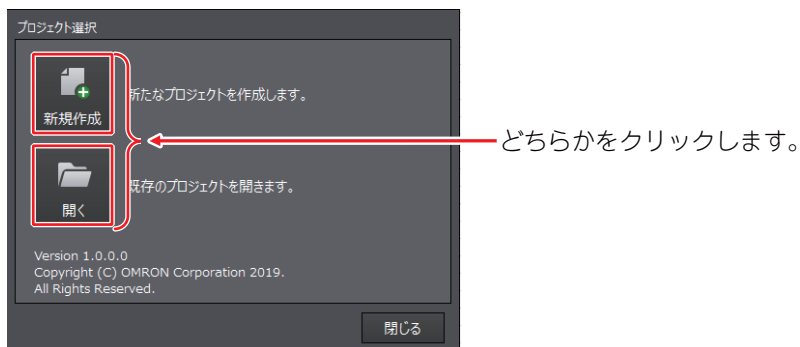 プロジェクト選択
新たなプロジェクトを作成します。
新規作成
どちらかをクリックします。
既存のプロジェクトを開きます。
開く
Version 1.0.0.0
Copyright (C) OMRON Corporation 2019.
All Rights Reserved.
閉じる